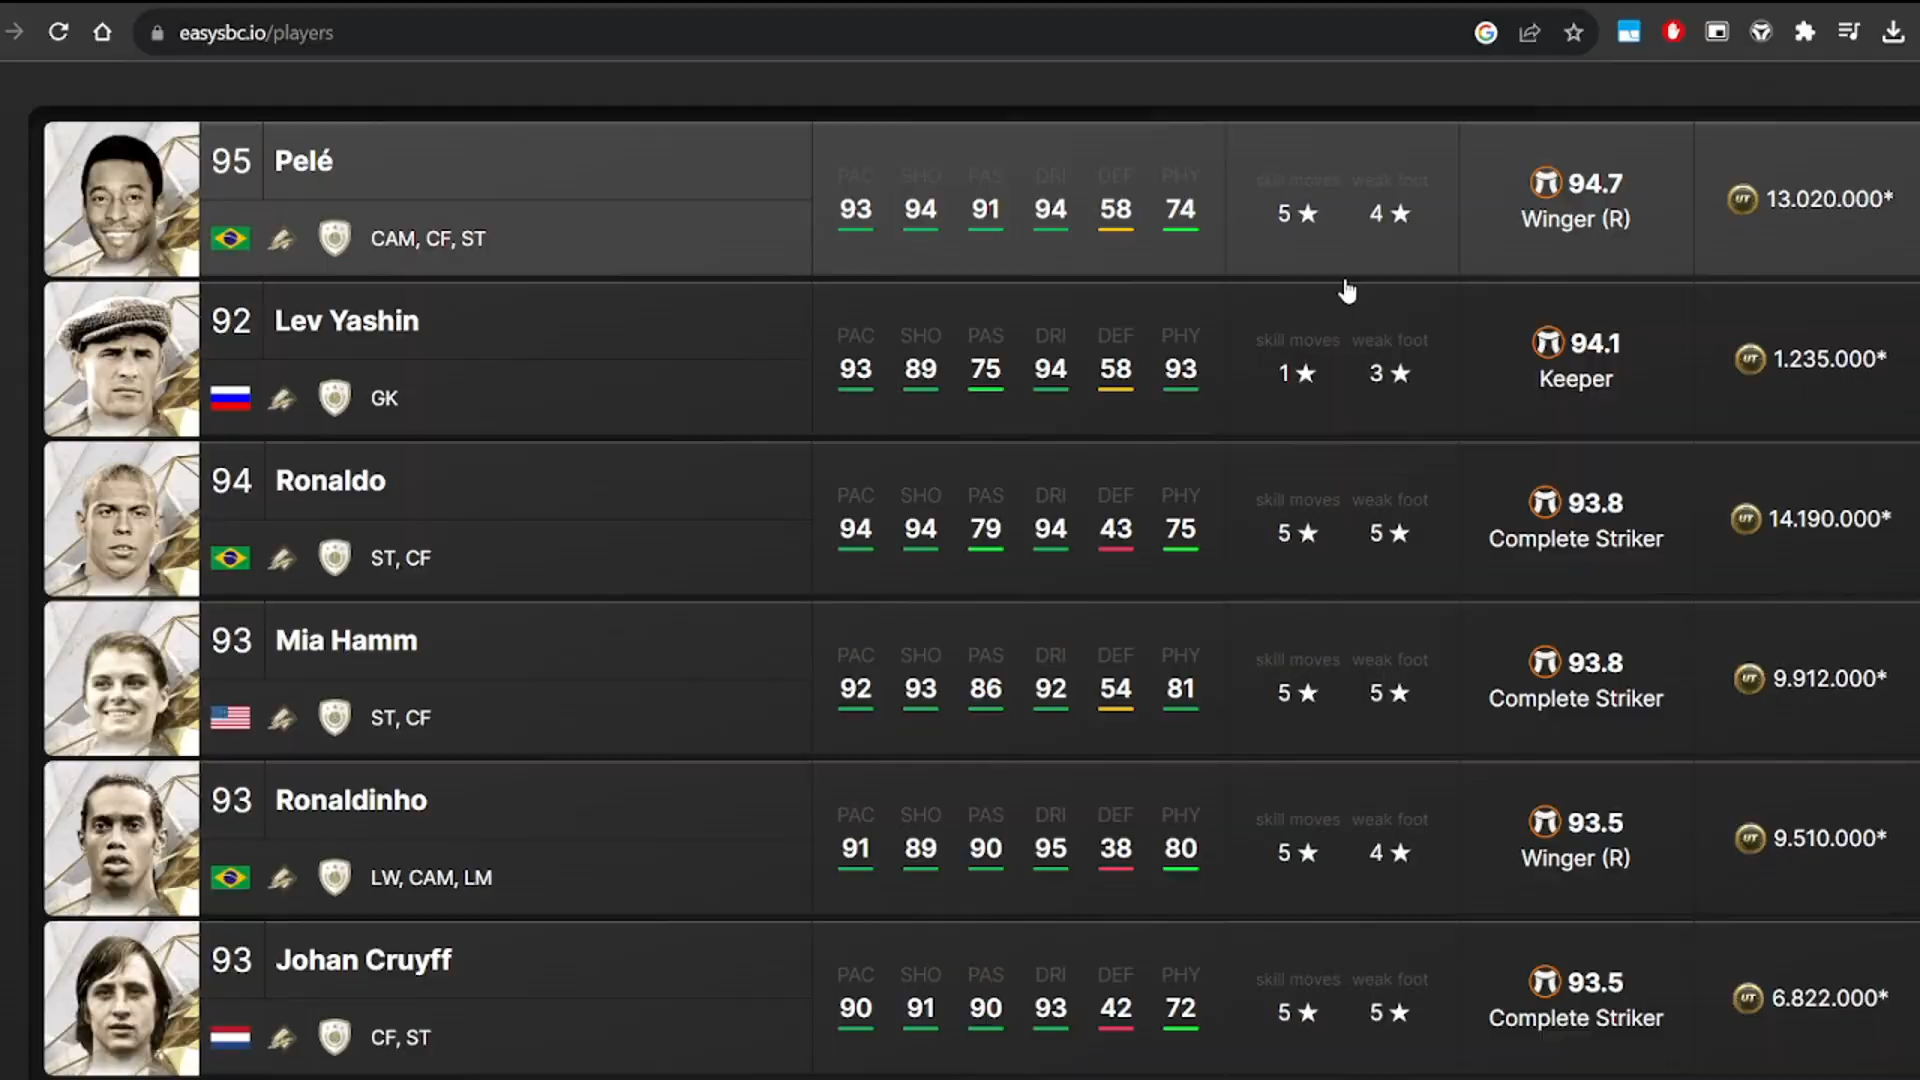 easysbc.io/players
95 Pelé
CAM, CF, ST
PAC SHO PAS DRI DEF PHY
93 94 91 94 58 74
skill moves weak foot
5 ★ 4 ★
94.7
Winger (R)
UT 13.020.000*
92 Lev Yashin
GK
PAC SHO PAS DRI DEF PHY
93 89 75 94 58 93
skill moves weak foot
1 ★ 3 ★
94.1
Keeper
UT 1.235.000*
94 Ronaldo
ST, CF
PAC SHO PAS DRI DEF PHY
94 94 79 94 43 75
skill moves weak foot
5 ★ 5 ★
93.8
Complete Striker
UT 14.190.000*
93 Mia Hamm
ST, CF
PAC SHO PAS DRI DEF PHY
92 93 86 92 54 81
skill moves weak foot
5 ★ 5 ★
93.8
Complete Striker
UT 9.912.000*
93 Ronaldinho
LW, CAM, LM
PAC SHO PAS DRI DEF PHY
91 89 90 95 38 80
skill moves weak foot
5 ★ 4 ★
93.5
Winger (R)
UT 9.510.000*
93 Johan Cruyff
CF, ST
PAC SHO PAS DRI DEF PHY
90 91 90 93 42 72
skill moves weak foot
5 ★ 5 ★
93.5
Complete Striker
UT 6.822.000*